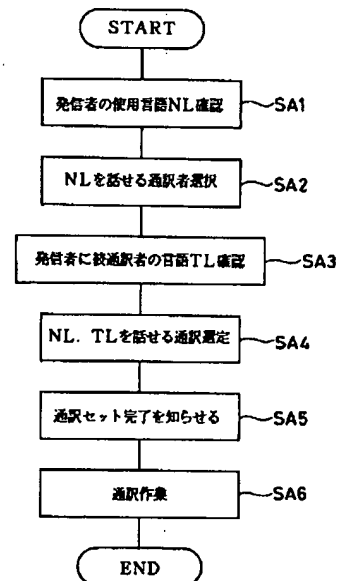 START
発信者の使用言語NL確認 SA1
NLを話せる通訳者選択 SA2
発信者に被通訳者の言語TL確認 SA3
NL．TLを話せる通訳選定 SA4
通訳セット完了を知らせる SA5
通訳作業 SA6
END